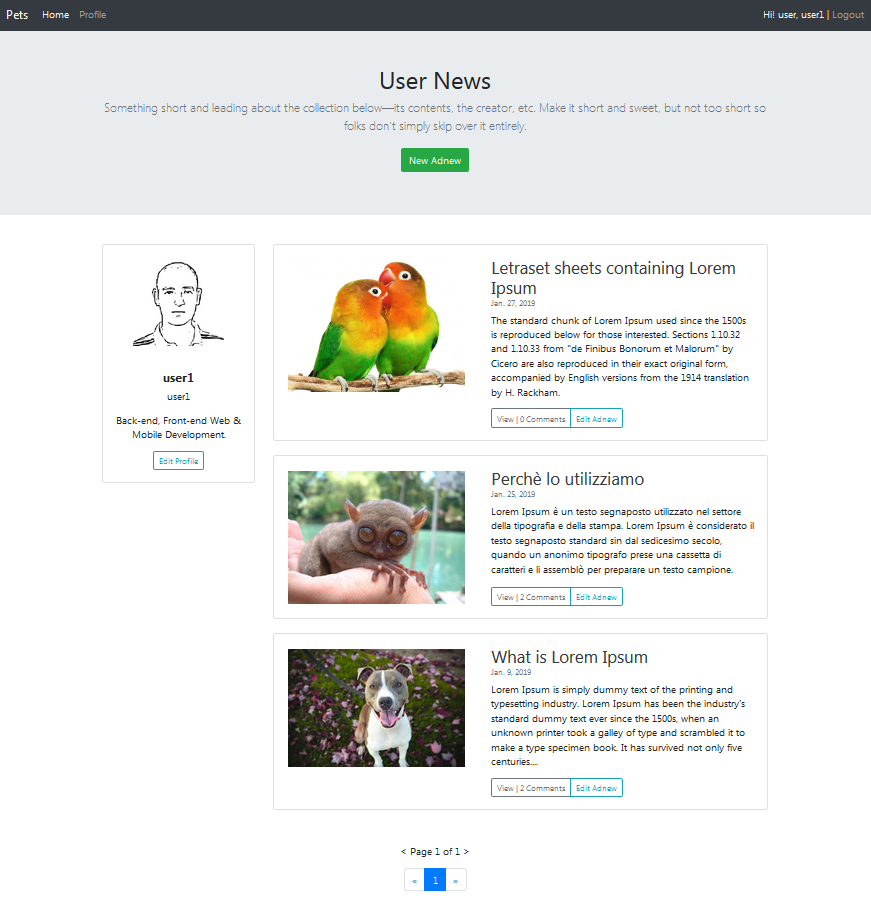 Pets Home Profile Hi! user, user1 | Logout
User News
Something short and leading about the collection below—its contents, the creator, etc. Make it short and sweet, but not too short so
folks don't simply skip over it entirely.
New Adnew
user1
user1
Back-end, Front-end Web &
Mobile Development.
Edit Profile
Letraset sheets containing Lorem
Ipsum
Jan. 27, 2019
The standard chunk of Lorem Ipsum used since the 1500s
is reproduced below for those interested. Sections 1.10.32
and 1.10.33 from "de Finibus Bonorum et Malorum" by
Cicero are also reproduced in their exact original form,
accompanied by English versions from the 1914 translation
by H. Rackham.
View | 0 Comments Edit Adnew
Perchè lo utilizziamo
Jan. 25, 2019
Lorem Ipsum è un testo segnaposto utilizzato nel settore
della tipografia e della stampa. Lorem Ipsum è considerato il
testo segnaposto standard sin dal sedicesimo secolo,
quando un anonimo tipografo prese una cassetta di
caratteri e li assemblò per preparare un testo campione.
View | 2 Comments Edit Adnew
What is Lorem Ipsum
Jan. 9, 2019
Lorem Ipsum is simply dummy text of the printing and
typesetting industry. Lorem Ipsum has been the industry's
standard dummy text ever since the 1500s, when an
unknown printer took a galley of type and scrambled it to
make a type specimen book. It has survived not only five
centuries....
View | 2 Comments Edit Adnew
< Page 1 of 1 >
« 1 »